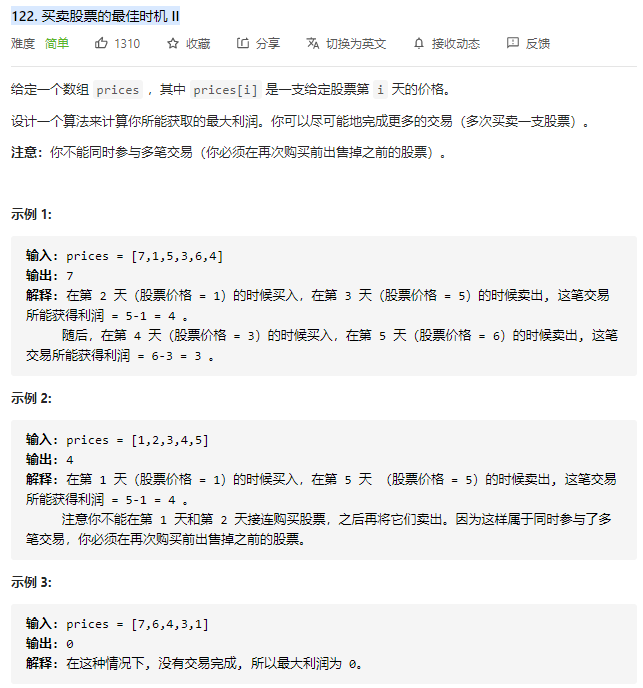 122. 买卖股票的最佳时机 II
难度 简单 1310 收藏 分享 切换为英文 接收动态 反馈
给定一个数组 prices ，其中 prices[i] 是一支给定股票第 i 天的价格。
设计一个算法来计算你所能获取的最大利润。你可以尽可能地完成更多的交易（多次买卖一支股票）。
注意：你不能同时参与多笔交易（你必须在再次购买前出售掉之前的股票）。
示例 1:
输入: prices = [7,1,5,3,6,4]
输出: 7
解释: 在第 2 天（股票价格 = 1）的时候买入，在第 3 天（股票价格 = 5）的时候卖出, 这笔交易
所能获得利润 = 5-1 = 4 。
随后，在第 4 天（股票价格 = 3）的时候买入，在第 5 天（股票价格 = 6）的时候卖出, 这笔
交易所能获得利润 = 6-3 = 3 。
示例 2:
输入: prices = [1,2,3,4,5]
输出: 4
解释: 在第 1 天（股票价格 = 1）的时候买入，在第 5 天 （股票价格 = 5）的时候卖出, 这笔交易
所能获得利润 = 5-1 = 4 。
注意你不能在第 1 天和第 2 天接连购买股票，之后再将它们卖出。因为这样属于同时参与了多
笔交易，你必须在再次购买前出售掉之前的股票。
示例 3:
输入: prices = [7,6,4,3,1]
输出: 0
解释: 在这种情况下, 没有交易完成, 所以最大利润为 0。